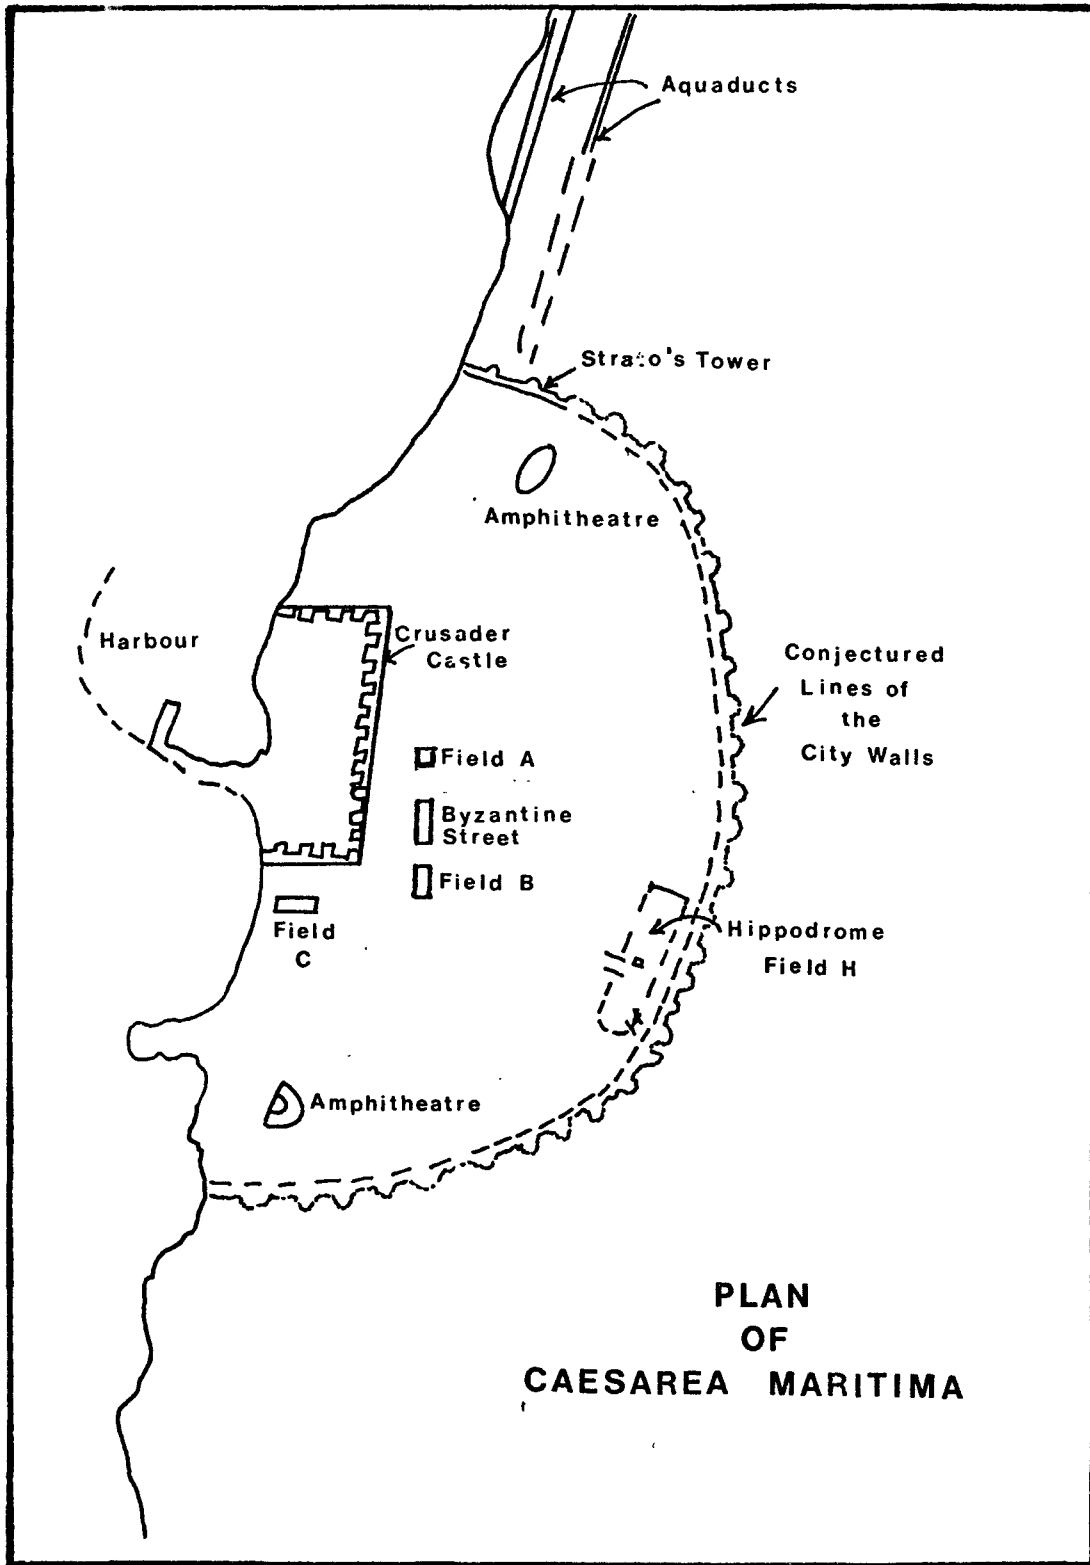 Aquaducts
Strato's Tower
Amphitheatre
Harbour
Crusader
Castle
Conjectured
Lines of
the
City Walls
Field A
Byzantine
Street
Field B
Field
C
Hippodrome
Field H
Amphitheatre
PLAN
OF
CAESAREA MARITIMA